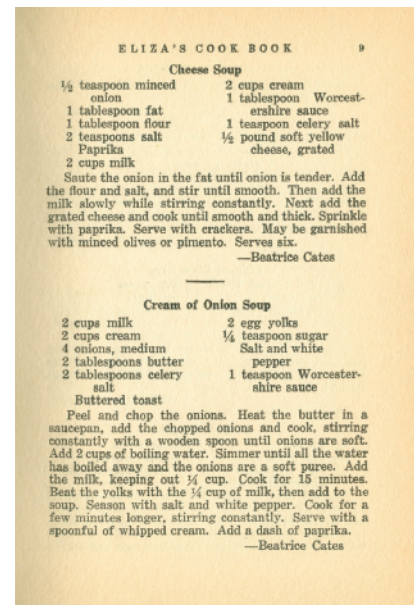 ELIZA'S COOK BOOK 9
Cheese Soup
½ teaspoon minced
onion
1 tablespoon fat
1 tablespoon flour
2 teaspoons salt
Paprika
2 cups milk
2 cups cream
1 tablespoon Worcest-
ershire sauce
1 teaspoon celery salt
½ pound soft yellow
cheese, grated
Saute the onion in the fat until onion is tender. Add
the flour and salt, and stir until smooth. Then add the
milk slowly while stirring constantly. Next add the
grated cheese and cook until smooth and thick. Sprinkle
with paprika. Serve with crackers. May be garnished
with minced olives or pimento. Serves six.
—Beatrice Cates
Cream of Onion Soup
2 cups milk
2 cups cream
4 onions, medium
2 tablespoons butter
2 tablespoons celery
salt
Buttered toast
2 egg yolks
¼ teaspoon sugar
Salt and white
pepper
1 teaspoon Worcester-
shire sauce
Peel and chop the onions. Heat the butter in a
saucepan, add the chopped onions and cook, stirring
constantly with a wooden spoon until onions are soft.
Add 2 cups of boiling water. Simmer until all the water
has boiled away and the onions are a soft puree. Add
the milk, keeping out ¼ cup. Cook for 15 minutes.
Beat the yolks with the ¼ cup of milk, then add to the
soup. Season with salt and white pepper. Cook for a
few minutes longer, stirring constantly. Serve with a
spoonful of whipped cream. Add a dash of paprika.
—Beatrice Cates